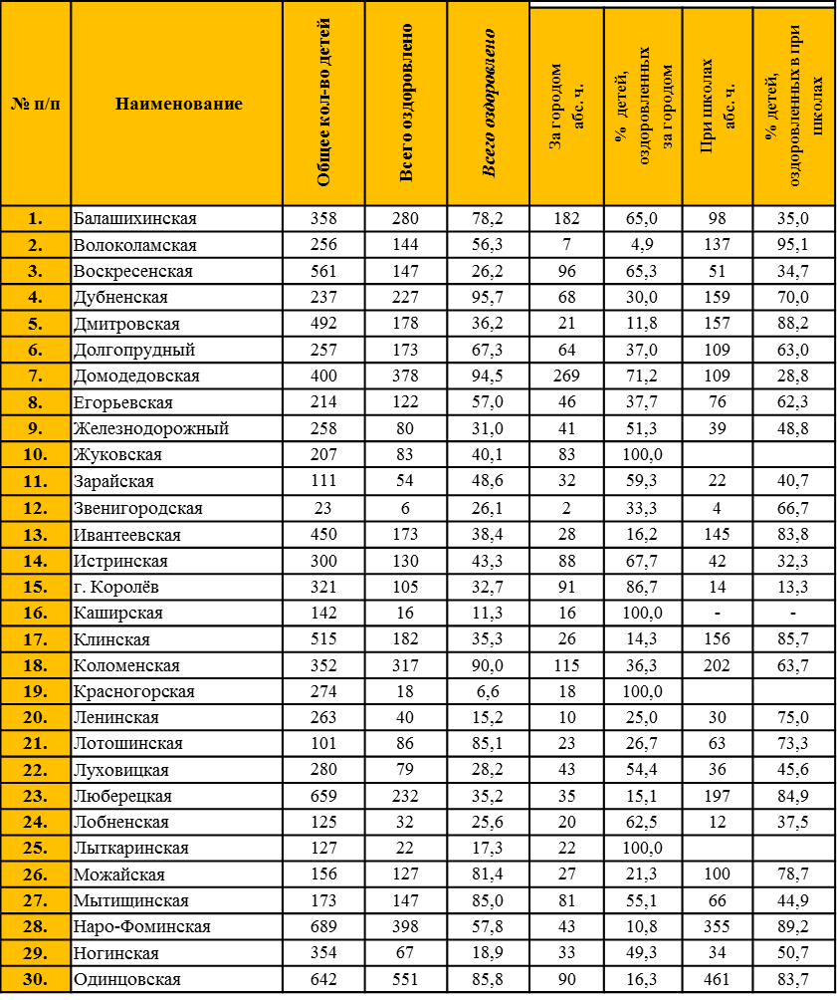 № п/п Наименование Общее кол-во детей Всего оздоровлено Всего оздоровлено За городом абс. ч. % детей, оздоровленных за городом При школах абс. ч. % детей, оздоровленных в при школах
1. Балашихинская 358 280 78,2 182 65,0 98 35,0
2. Волоколамская 256 144 56,3 7 4,9 137 95,1
3. Воскресенская 561 147 26,2 96 65,3 51 34,7
4. Дубненская 237 227 95,7 68 30,0 159 70,0
5. Дмитровская 492 178 36,2 21 11,8 157 88,2
6. Долгопрудный 257 173 67,3 64 37,0 109 63,0
7. Домодедовская 400 378 94,5 269 71,2 109 28,8
8. Егорьевская 214 122 57,0 46 37,7 76 62,3
9. Железнодорожный 258 80 31,0 41 51,3 39 48,8
10. Жуковская 207 83 40,1 83 100,0
11. Зарайская 111 54 48,6 32 59,3 22 40,7
12. Звенигородская 23 6 26,1 2 33,3 4 66,7
13. Ивантеевская 450 173 38,4 28 16,2 145 83,8
14. Истринская 300 130 43,3 88 67,7 42 32,3
15. г. Королёв 321 105 32,7 91 86,7 14 13,3
16. Каширская 142 16 11,3 16 100,0 - -
17. Клинская 515 182 35,3 26 14,3 156 85,7
18. Коломенская 352 317 90,0 115 36,3 202 63,7
19. Красногорская 274 18 6,6 18 100,0
20. Ленинская 263 40 15,2 10 25,0 30 75,0
21. Лотошинская 101 86 85,1 23 26,7 63 73,3
22. Луховицкая 280 79 28,2 43 54,4 36 45,6
23. Люберецкая 659 232 35,2 35 15,1 197 84,9
24. Лобненская 125 32 25,6 20 62,5 12 37,5
25. Лыткаринская 127 22 17,3 22 100,0
26. Можайская 156 127 81,4 27 21,3 100 78,7
27. Мытищинская 173 147 85,0 81 55,1 66 44,9
28. Наро-Фоминская 689 398 57,8 43 10,8 355 89,2
29. Ногинская 354 67 18,9 33 49,3 34 50,7
30. Одинцовская 642 551 85,8 90 16,3 461 83,7